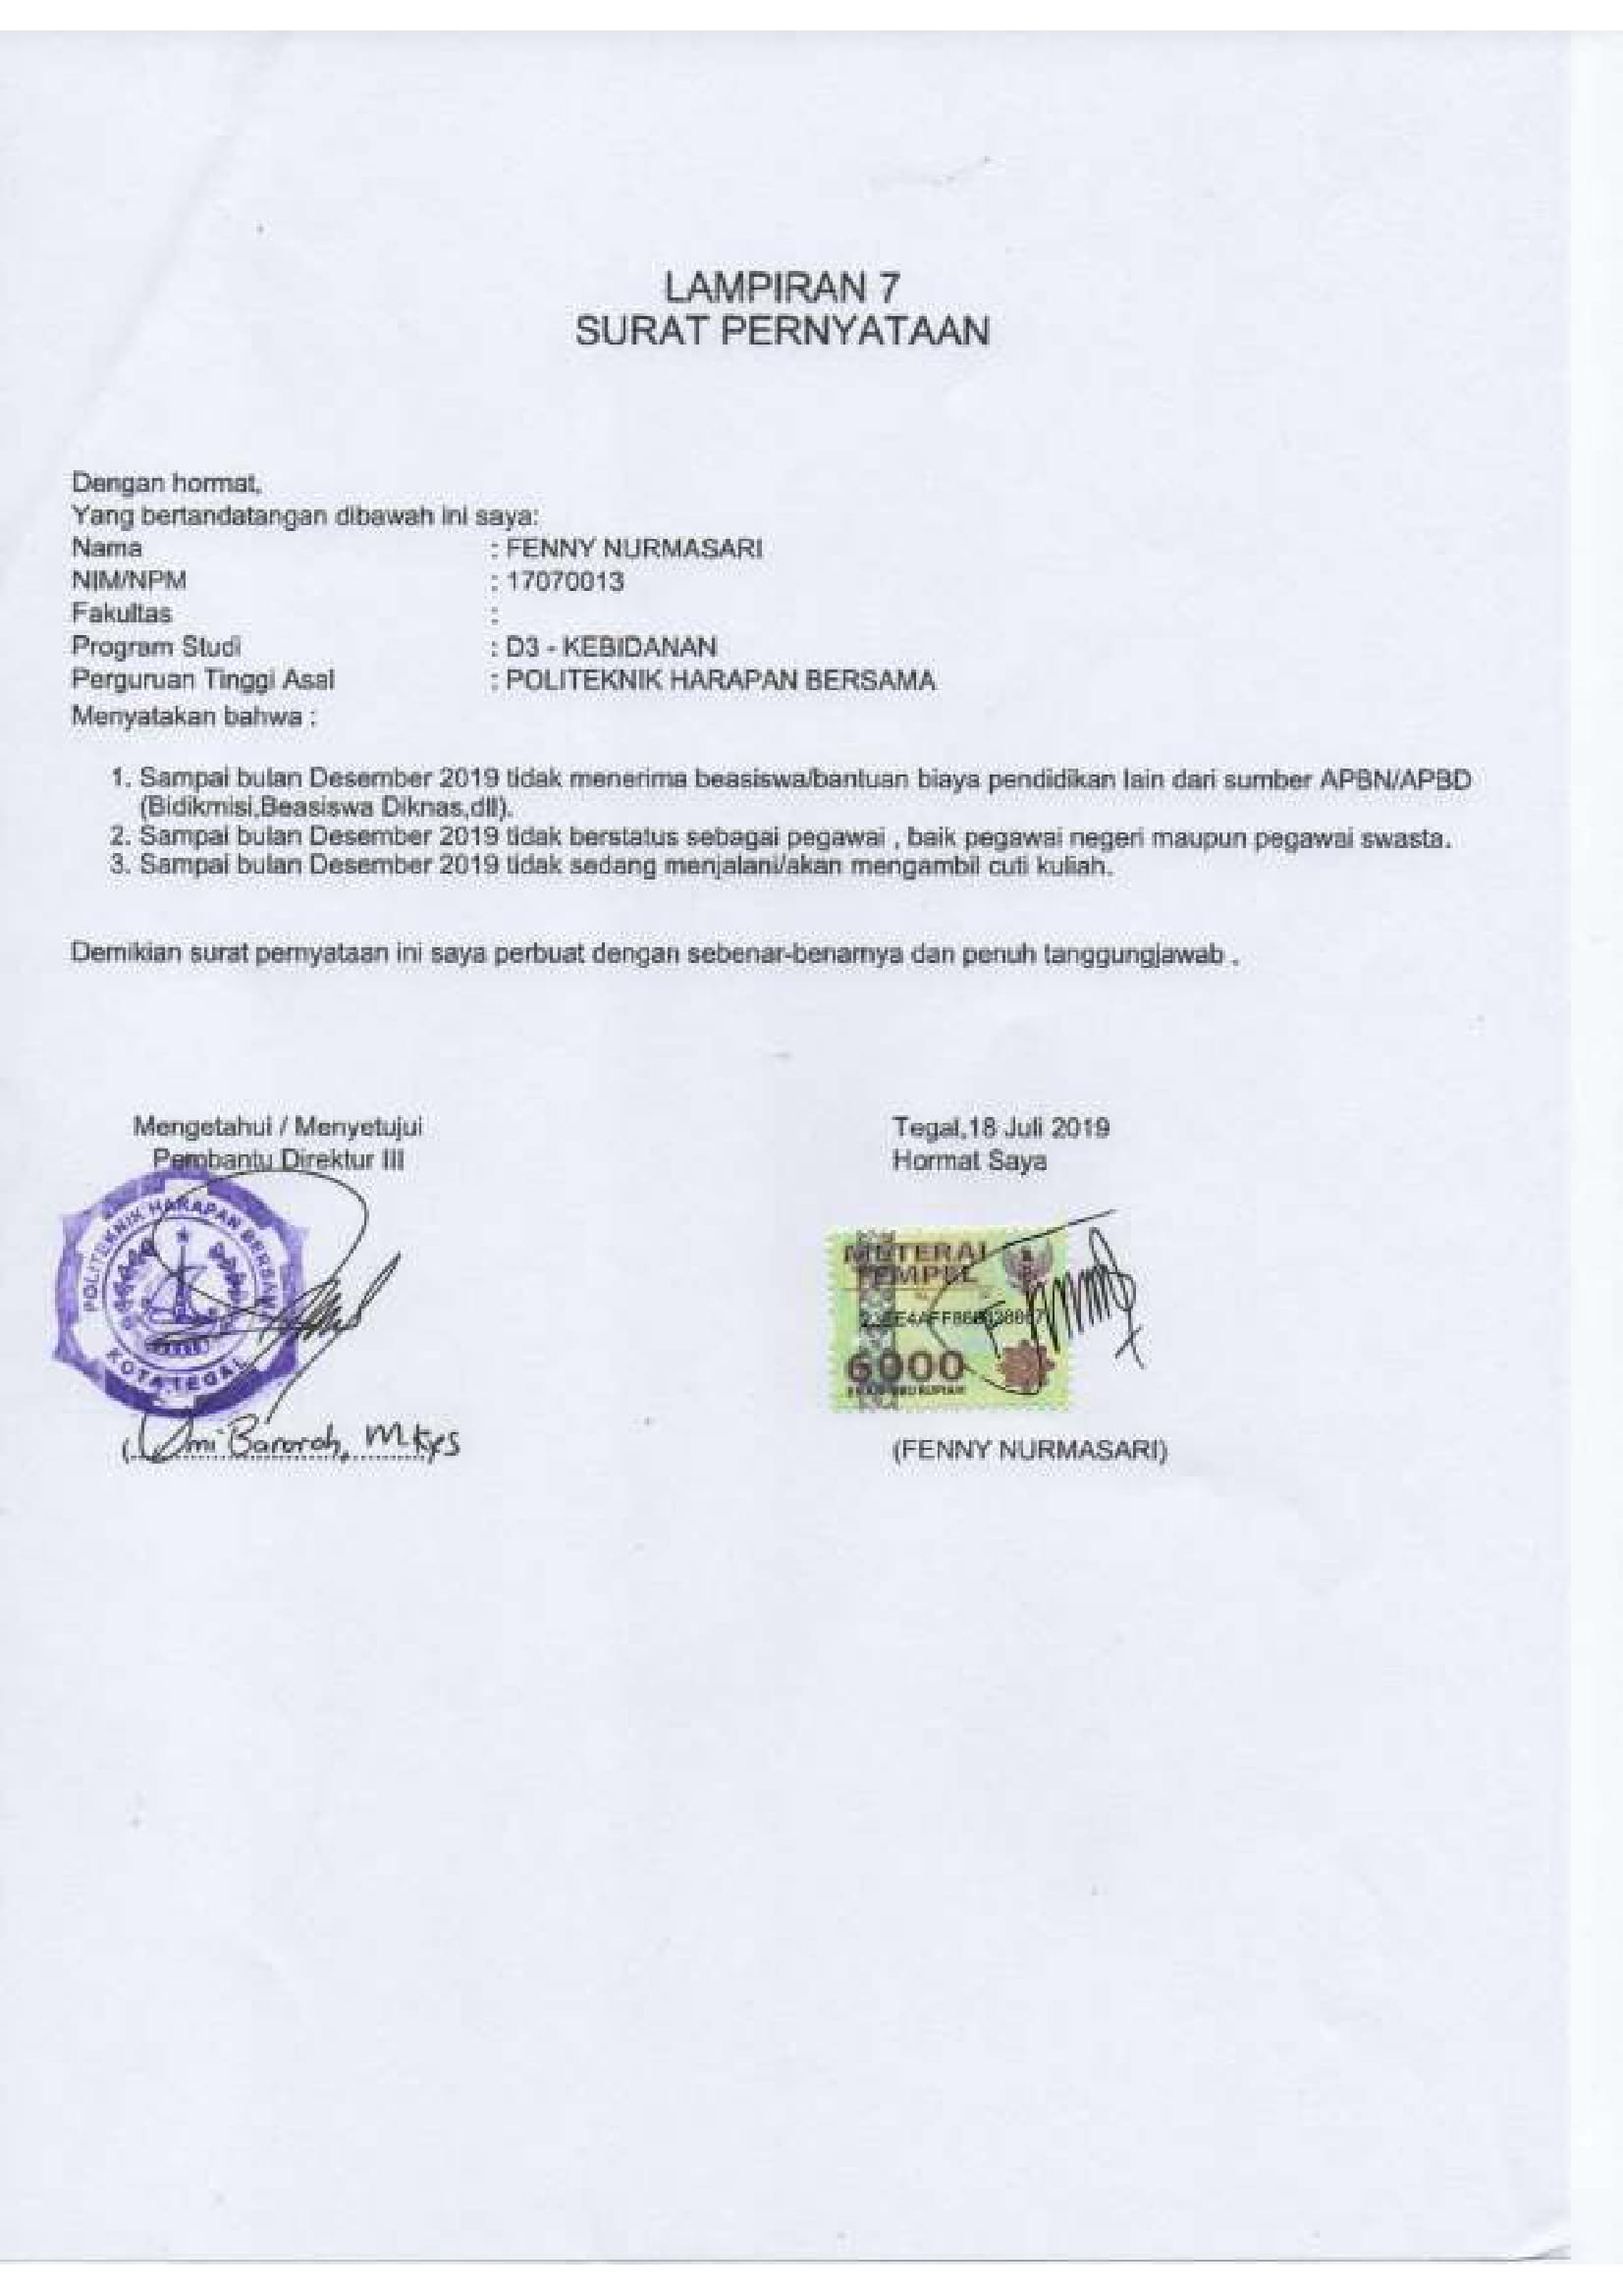 LAMPIRAN 7
SURAT PERNYATAAN
Dengan hormat,
Yang bertandatangan dibawah ini saya:
Nama : FENNY NURMASARI
NIM/NPM : 17070013
Fakultas :
Program Studi : D3 - KEBIDANAN
Perguruan Tinggi Asal : POLITEKNIK HARAPAN BERSAMA
Menyatakan bahwa :
1. Sampai bulan Desember 2019 tidak menerima beasiswa/bantuan biaya pendidikan lain dari sumber APBN/APBD
(Bidikmisi,Beasiswa Diknas,dll).
2. Sampai bulan Desember 2019 tidak berstatus sebagai pegawai , baik pegawai negeri maupun pegawai swasta.
3. Sampai bulan Desember 2019 tidak sedang menjalani/akan mengambil cuti kuliah.
Demikian surat pernyataan ini saya perbuat dengan sebenar-benarnya dan penuh tanggungjawab .
Mengetahui / Menyetujui
Pembantu Direktur III
POLITEKNIK HARAPAN BERSAMA
KOTA TEGAL
Umi Baroroh, M.Kes
Tegal,18 Juli 2019
Hormat Saya
METERAI
TEMPEL
6000
ENAM RIBU RUPIAH
(FENNY NURMASARI)